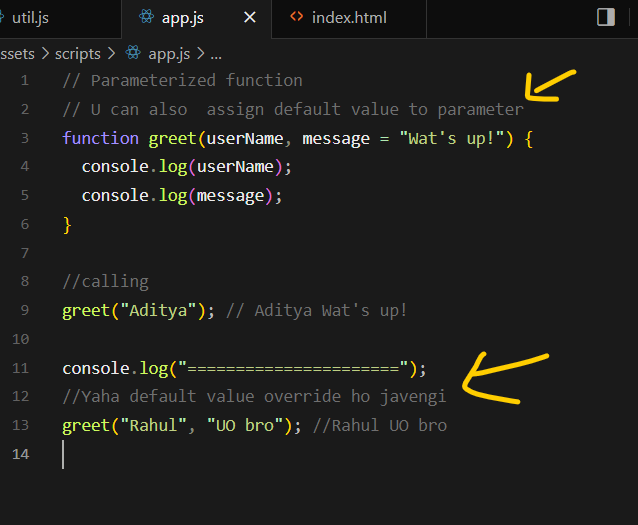 util.js app.js index.html
ssets > scripts > app.js > ...
1 // Parameterized function
2 // U can also  assign default value to parameter
3 function greet(userName, message = "Wat's up!") {
4   console.log(userName);
5   console.log(message);
6 }
7
8 //calling
9 greet("Aditya"); // Aditya Wat's up!
10
11 console.log("======================");
12 //Yaha default value override ho javengi
13 greet("Rahul", "UO bro"); //Rahul UO bro
14